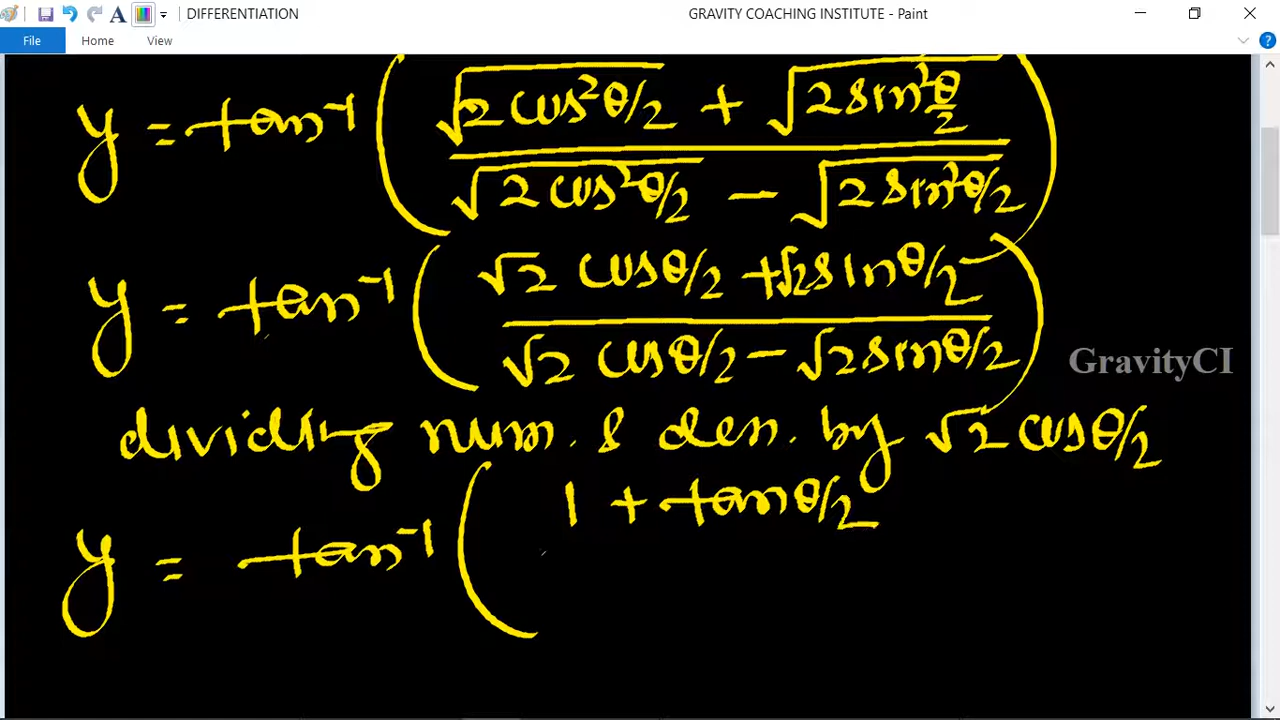 DIFFERENTIATION GRAVITY COACHING INSTITUTE - Paint
File Home View
y = tan⁻¹ ( (√(2cos²θ/2) + √(2sin²θ/2)) / (√(2cos²θ/2) − √(2sin²θ/2)) )
y = tan⁻¹ ( (√2 cosθ/2 + √2 sinθ/2) / (√2 cosθ/2 − √2 sinθ/2) )
GravityCI
dividing num. & den. by √2 cosθ/2
y = tan⁻¹ ( 1 + tanθ/2